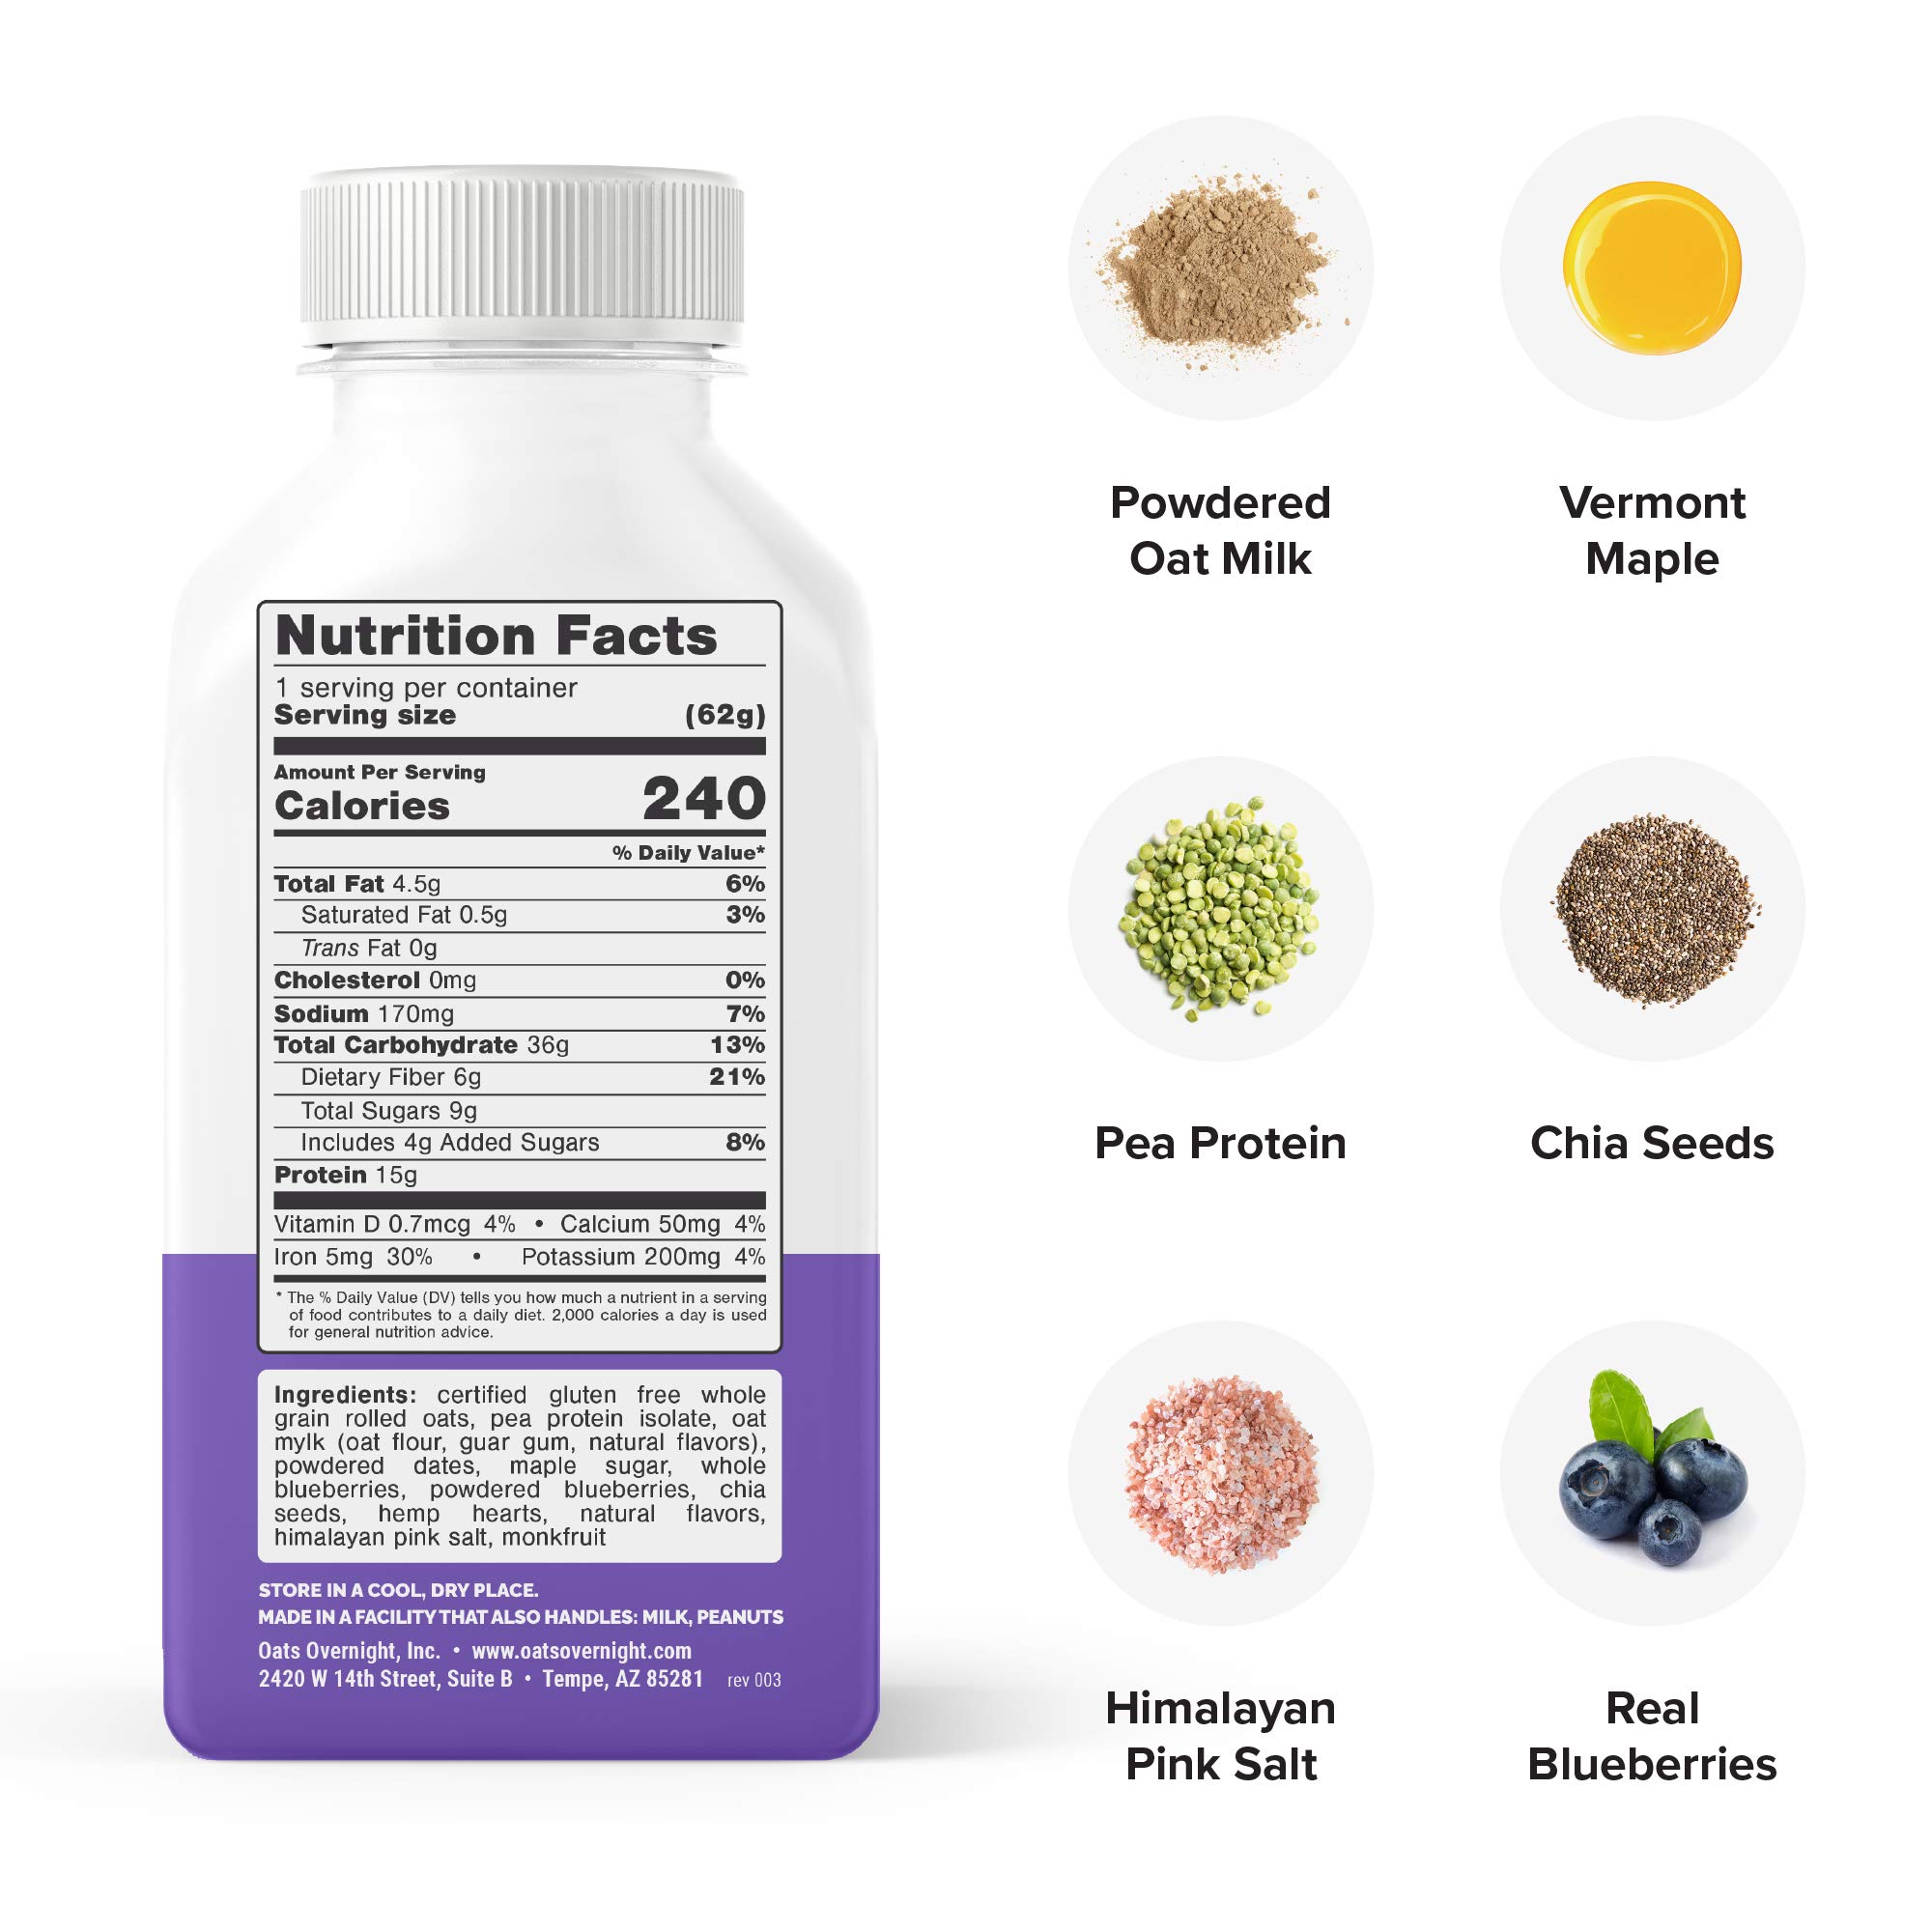 Nutrition Facts
1 serving per container
Serving size (62g)
Amount Per Serving
Calories 240
% Daily Value*
Total Fat 4.5g 6%
Saturated Fat 0.5g 3%
Trans Fat 0g
Cholesterol 0mg 0%
Sodium 170mg 7%
Total Carbohydrate 36g 13%
Dietary Fiber 6g 21%
Total Sugars 9g
Includes 4g Added Sugars 8%
Protein 15g
Vitamin D 0.7mcg 4% • Calcium 50mg 4%
Iron 5mg 30% • Potassium 200mg 4%
* The % Daily Value (DV) tells you how much a nutrient in a serving
of food contributes to a daily diet. 2,000 calories a day is used
for general nutrition advice.
Ingredients: certified gluten free whole
grain rolled oats, pea protein isolate, oat
mylk (oat flour, guar gum, natural flavors),
powdered dates, maple sugar, whole
blueberries, powdered blueberries, chia
seeds, hemp hearts, natural flavors,
himalayan pink salt, monkfruit
STORE IN A COOL, DRY PLACE.
MADE IN A FACILITY THAT ALSO HANDLES: MILK, PEANUTS
Oats Overnight, Inc. • www.oatsovernight.com
2420 W 14th Street, Suite B • Tempe, AZ 85281 rev 003
Powdered
Oat Milk
Vermont
Maple
Pea Protein
Chia Seeds
Himalayan
Pink Salt
Real
Blueberries